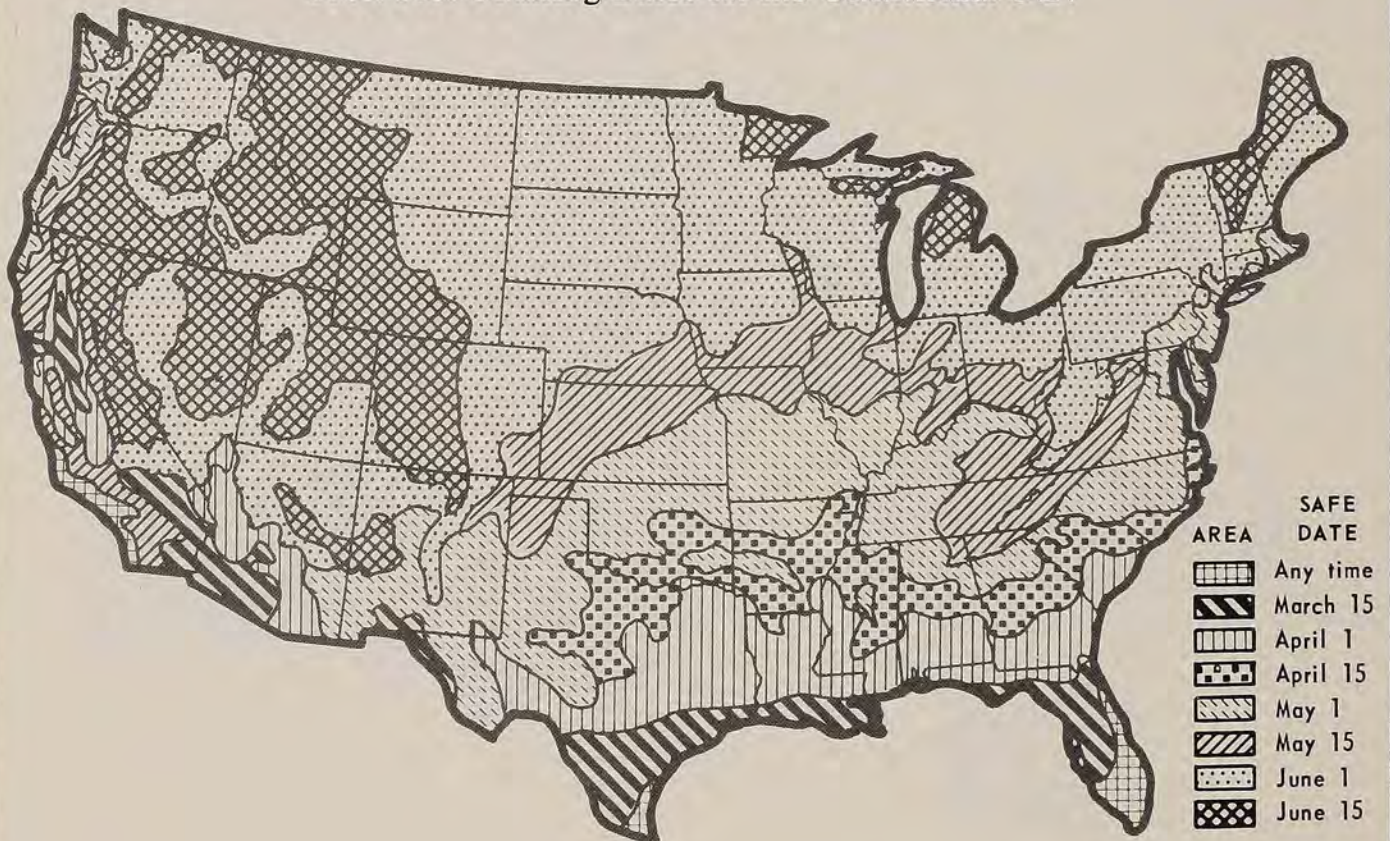 SAFE
AREA DATE
Any time
March 15
April 1
April 15
May 1
May 15
June 1
June 15